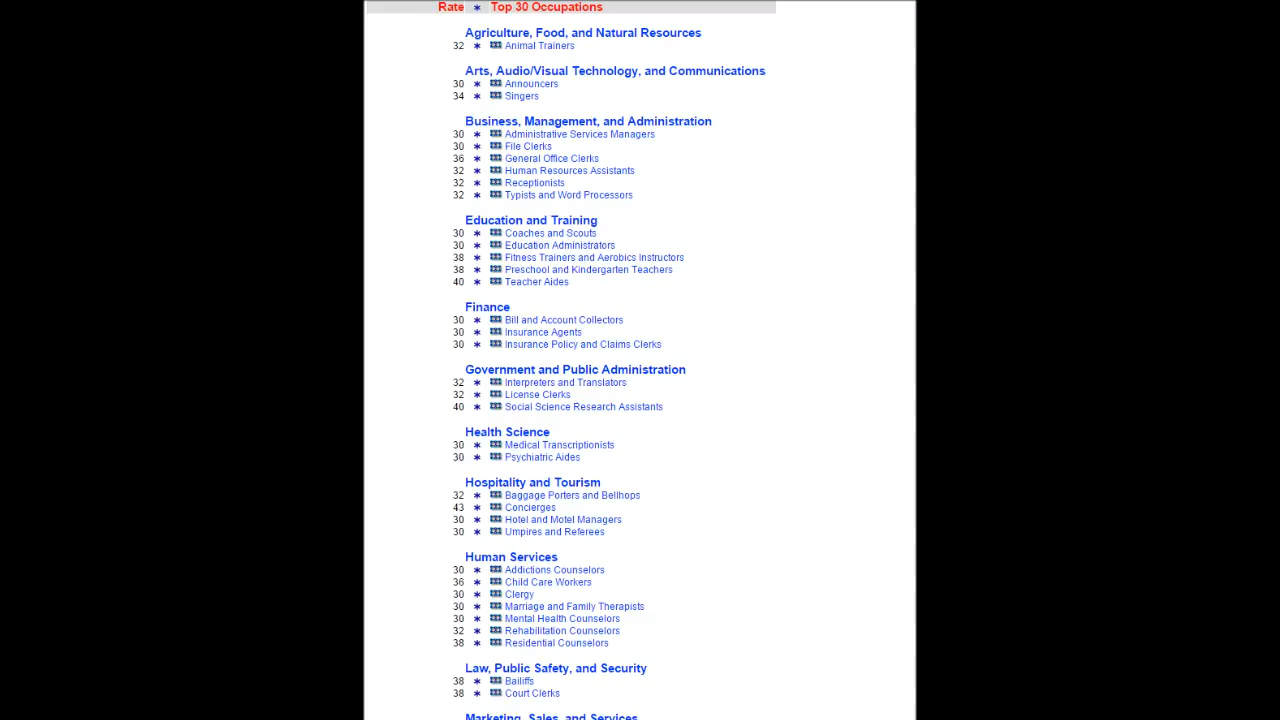 Rate * Top 30 Occupations
Agriculture, Food, and Natural Resources
32 * Animal Trainers
Arts, Audio/Visual Technology, and Communications
30 * Announcers
34 * Singers
Business, Management, and Administration
30 * Administrative Services Managers
30 * File Clerks
36 * General Office Clerks
32 * Human Resources Assistants
32 * Receptionists
32 * Typists and Word Processors
Education and Training
30 * Coaches and Scouts
30 * Education Administrators
38 * Fitness Trainers and Aerobics Instructors
38 * Preschool and Kindergarten Teachers
40 * Teacher Aides
Finance
30 * Bill and Account Collectors
30 * Insurance Agents
30 * Insurance Policy and Claims Clerks
Government and Public Administration
32 * Interpreters and Translators
32 * License Clerks
40 * Social Science Research Assistants
Health Science
30 * Medical Transcriptionists
30 * Psychiatric Aides
Hospitality and Tourism
32 * Baggage Porters and Bellhops
43 * Concierges
30 * Hotel and Motel Managers
30 * Umpires and Referees
Human Services
30 * Addictions Counselors
36 * Child Care Workers
30 * Clergy
30 * Marriage and Family Therapists
30 * Mental Health Counselors
32 * Rehabilitation Counselors
38 * Residential Counselors
Law, Public Safety, and Security
38 * Bailiffs
38 * Court Clerks
Marketing, Sales, and Services